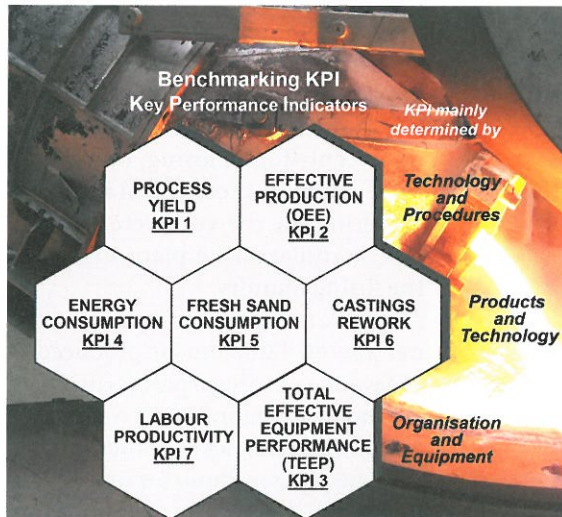 Benchmarking KPI
Key Performance Indicators
KPI mainly
determined by
PROCESS
YIELD
KPI 1
EFFECTIVE
PRODUCTION
(OEE)
KPI 2
Technology
and
Procedures
ENERGY
CONSUMPTION
KPI 4
FRESH SAND
CONSUMPTION
KPI 5
CASTINGS
REWORK
KPI 6
Products
and
Technology
LABOUR
PRODUCTIVITY
KPI 7
TOTAL
EFFECTIVE
EQUIPMENT
PERFORMANCE
(TEEP)
KPI 3
Organisation
and
Equipment